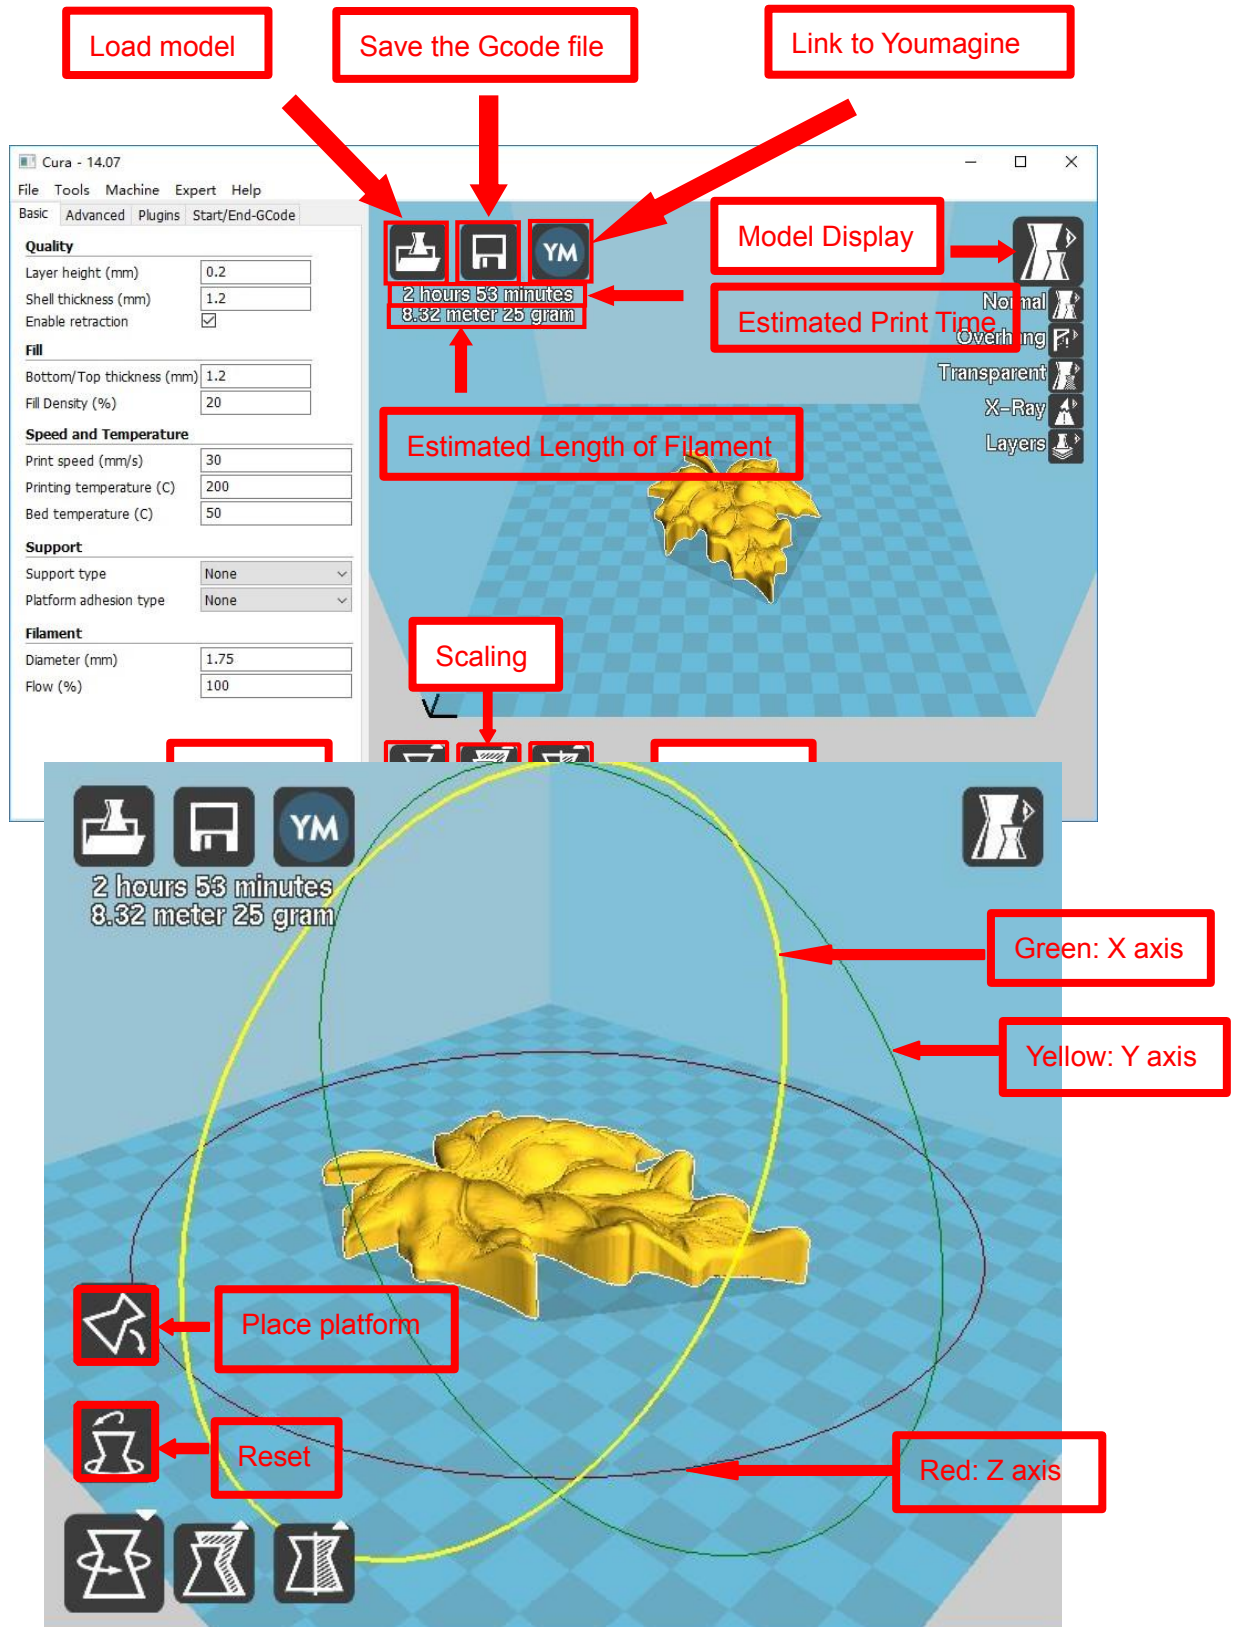 Load model
Save the Gcode file
Link to Youmagine
Cura - 14.07
File Tools Machine Expert Help
Basic Advanced Plugins Start/End-GCode
Quality
Layer height (mm) 0.2
Shell thickness (mm) 1.2
Enable retraction
Fill
Bottom/Top thickness (mm) 1.2
Fill Density (%) 20
Speed and Temperature
Print speed (mm/s) 30
Printing temperature (C) 200
Bed temperature (C) 50
Support
Support type None
Platform adhesion type None
Filament
Diameter (mm) 1.75
Flow (%) 100
YM
2 hours 53 minutes
8.32 meter 25 gram
Model Display
Estimated Print Time
Normal
Overhang
Transparent
X-Ray
Layers
Estimated Length of Filament
Scaling
YM
2 hours 53 minutes
8.32 meter 25 gram
Green: X axis
Yellow: Y axis
Place platform
Reset
Red: Z axis